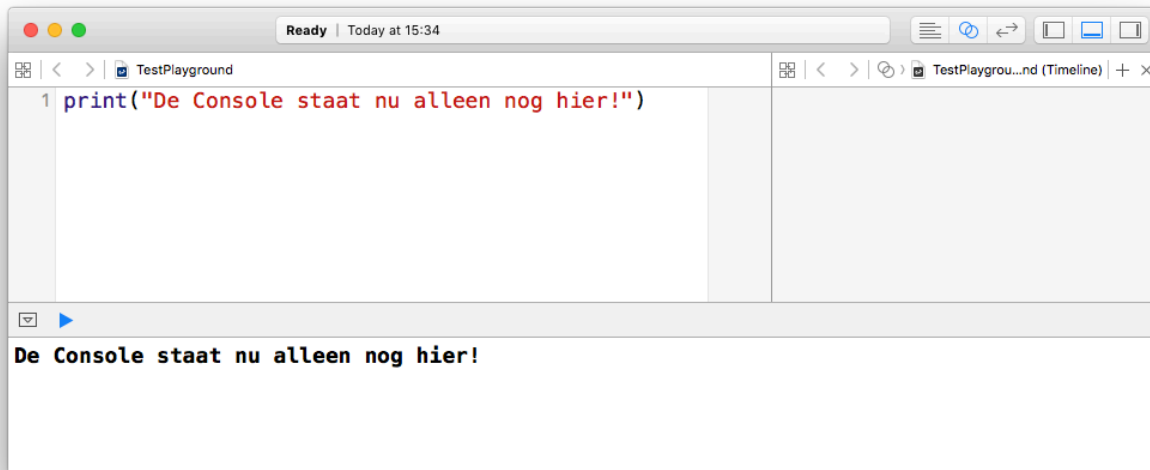 Ready | Today at 15:34
TestPlayground
TestPlaygrou...nd (Timeline)
1 print("De Console staat nu alleen nog hier!")
De Console staat nu alleen nog hier!